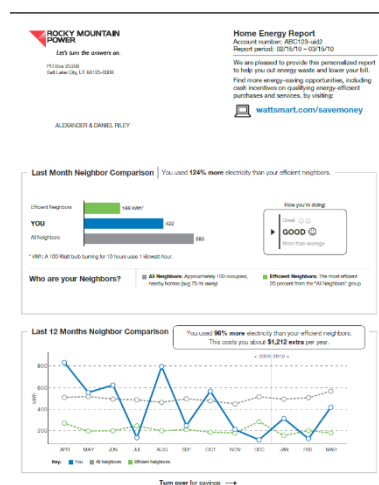 ROCKY MOUNTAIN
POWER
Let's turn the answers on.
PO Box 25308
Salt Lake City, UT 84125-0308
Home Energy Report
Account number: ABC123-uid2
Report period: 02/15/10 – 03/15/10
We are pleased to provide this personalized report
to help you out energy waste and lower your bill.
Find more energy-saving opportunities, including
cash incentives on qualifying energy-efficient
purchases and services, by visiting:
wattsmart.com/savemoney
ALEXANDER & DANIEL RILEY
Last Month Neighbor Comparison
You used 124% more electricity than your efficient neighbors.
Efficient Neighbors
188 kWh*
YOU
422
All Neighbors
* kWh: A 100-Watt bulb burning for 10 hours uses 1 kilowatt-hour.
How you're doing:
Great
GOOD
More than average
Who are your Neighbors?
All Neighbors: Approximately 100 occupied,
nearby homes (avg 75 m away)
Efficient Neighbors: The most efficient
20 percent from the "All Neighbors" group
Last 12 Months Neighbor Comparison
You used 96% more electricity than your efficient neighbors.
This costs you about $1,212 extra per year.
« 2009
2010 »
800
600
400
200
kWh
APR MAY JUN JUL AUG SEP OCT NOV DEC JAN FEB MAR
Key: You All Neighbors Efficient Neighbors
Turn over for savings →